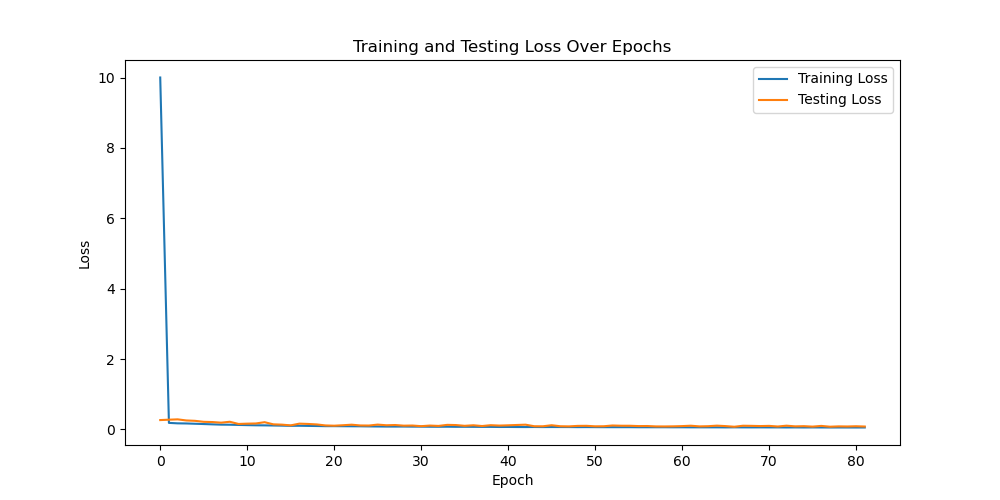 Training and Testing Loss Over Epochs
Training Loss
Testing Loss
Loss
10
8
6
4
2
0
0 10 20 30 40 50 60 70 80
Epoch